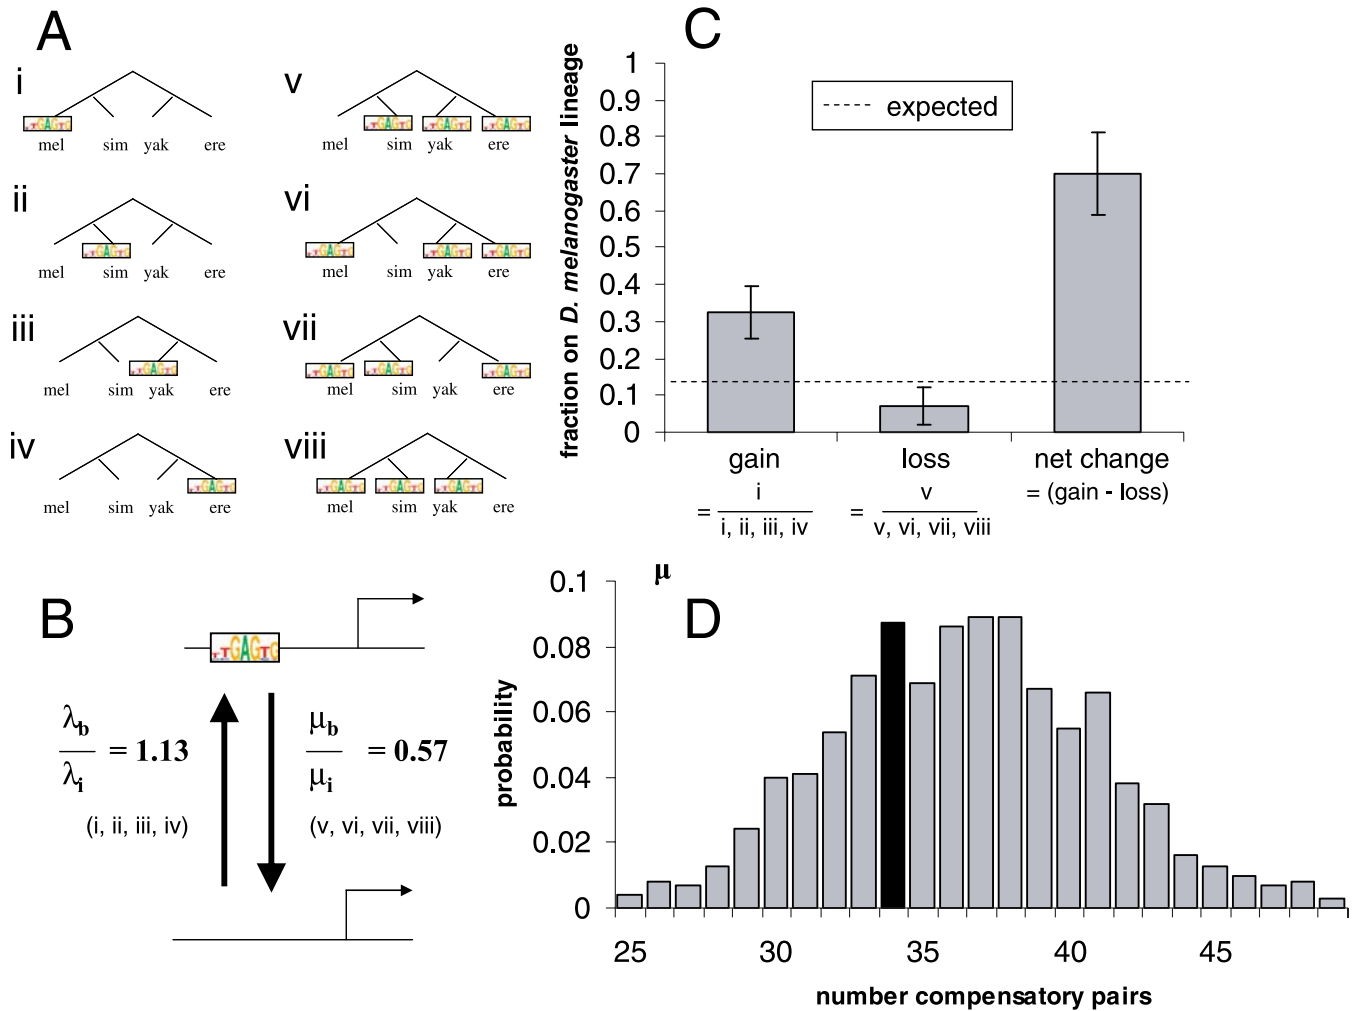 A
i
mel sim yak ere
ii
mel sim yak ere
iii
mel sim yak ere
iv
mel sim yak ere
v
mel sim yak ere
vi
mel sim yak ere
vii
mel sim yak ere
viii
mel sim yak ere
B
TTGAGTG
λb
λi
= 1.13
(i, ii, iii, iv)
μb
μi
= 0.57
(v, vi, vii, viii)
C
fraction on D. melanogaster lineage
1
0.9
0.8
0.7
0.6
0.5
0.4
0.3
0.2
0.1
0
expected
gain loss net change
= i / i, ii, iii, iv
= v / v, vi, vii, viii
= (gain - loss)
μ
D
probability
0.1
0.08
0.06
0.04
0.02
0
25 30 35 40 45
number compensatory pairs